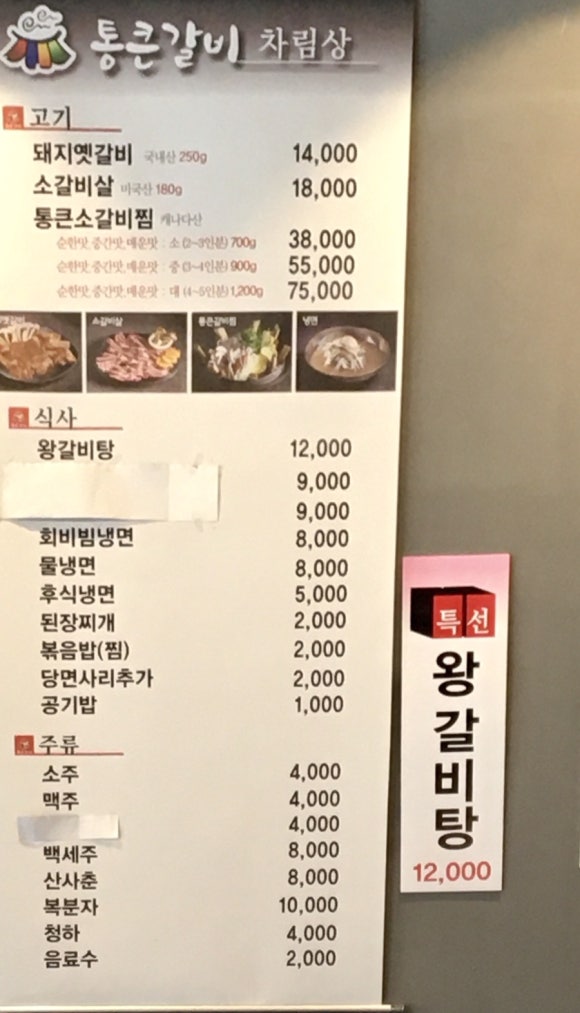 통큰갈비 차림상
고기
돼지옛갈비 국내산 250g 14,000
소갈비살 미국산 180g 18,000
통큰소갈비찜 캐나다산
순한맛,중간맛,매운맛 : 소 (2~3인분) 700g 38,000
순한맛,중간맛,매운맛 : 중 (3~4인분) 900g 55,000
순한맛,중간맛,매운맛 : 대 (4~5인분) 1,200g 75,000
옛갈비 소갈비살 통큰갈비찜 냉면
식사
왕갈비탕 12,000
9,000
9,000
회비빔냉면 8,000
물냉면 8,000
후식냉면 5,000
된장찌개 2,000
볶음밥(찜) 2,000
당면사리추가 2,000
공기밥 1,000
주류
소주 4,000
맥주 4,000
4,000
백세주 8,000
산사춘 8,000
복분자 10,000
청하 4,000
음료수 2,000
특선
왕갈비탕
12,000